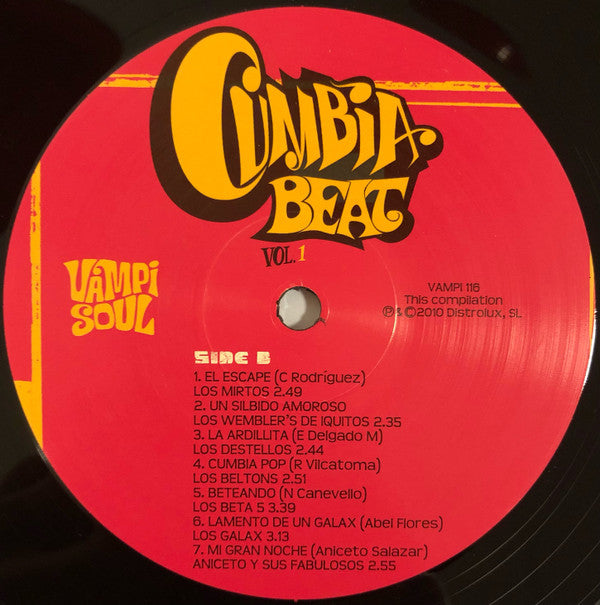 CUMBIA
BEAT
VOL. 1
VAMPI
SOUL
VAMPI 116
This compilation
℗ & ©2010 Distrolux, SL
SIDE B
1. EL ESCAPE (C Rodríguez)
LOS MIRTOS 2.49
2. UN SILBIDO AMOROSO
LOS WEMBLER'S DE IQUITOS 2.35
3. LA ARDILLITA (E Delgado M)
LOS DESTELLOS 2.44
4. CUMBIA POP (R Vilcatoma)
LOS BELTONS 2.51
5. BETEANDO (N Canevello)
LOS BETA 5 3.39
6. LAMENTO DE UN GALAX (Abel Flores)
LOS GALAX 3.13
7. MI GRAN NOCHE (Aniceto Salazar)
ANICETO Y SUS FABULOSOS 2.55